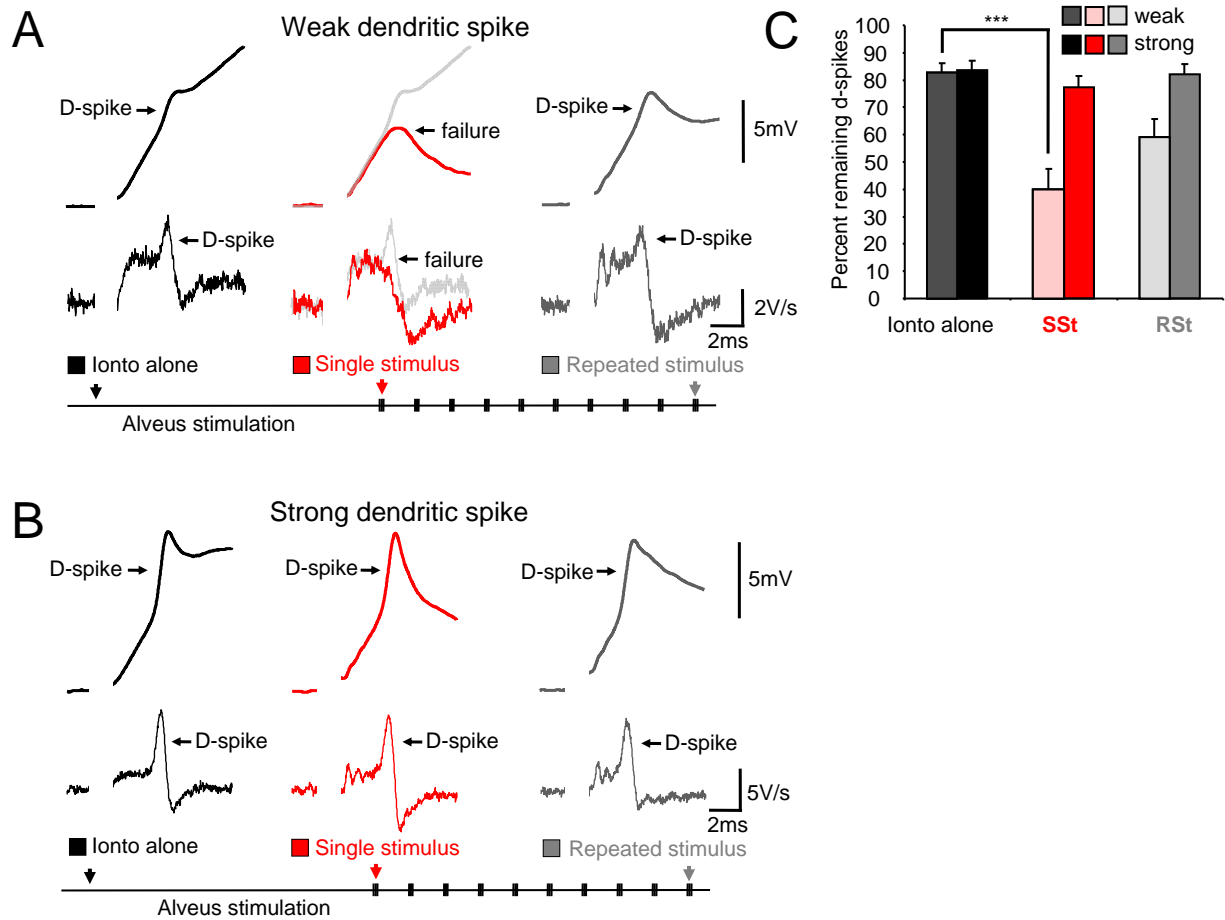 A
Weak dendritic spike
D-spike
failure
D-spike
5mV
D-spike
failure
D-spike
2V/s
2ms
Ionto alone
Single stimulus
Repeated stimulus
Alveus stimulation
B
Strong dendritic spike
D-spike
D-spike
D-spike
5mV
D-spike
D-spike
D-spike
5V/s
2ms
Ionto alone
Single stimulus
Repeated stimulus
Alveus stimulation
C
weak
strong
***
Percent remaining d-spikes
100
90
80
70
60
50
40
30
20
10
0
Ionto alone
SSt
RSt